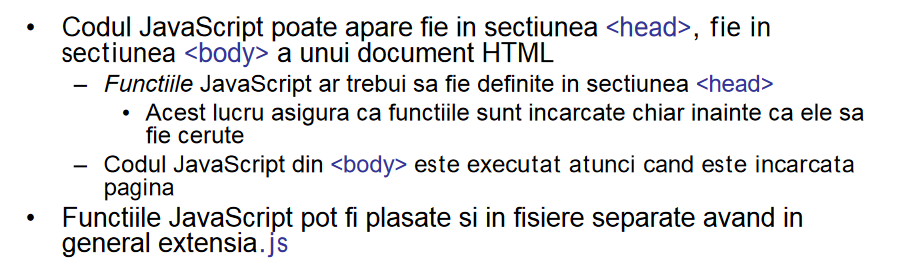 • Codul JavaScript poate apare fie in sectiunea <head>, fie in
sectiunea <body> a unui document HTML
– Functiile JavaScript ar trebui sa fie definite in sectiunea <head>
• Acest lucru asigura ca functiile sunt incarcate chiar inainte ca ele sa
fie cerute
– Codul JavaScript din <body> este executat atunci cand este incarcata
pagina
• Functiile JavaScript pot fi plasate si in fisiere separate avand in
general extensia.js